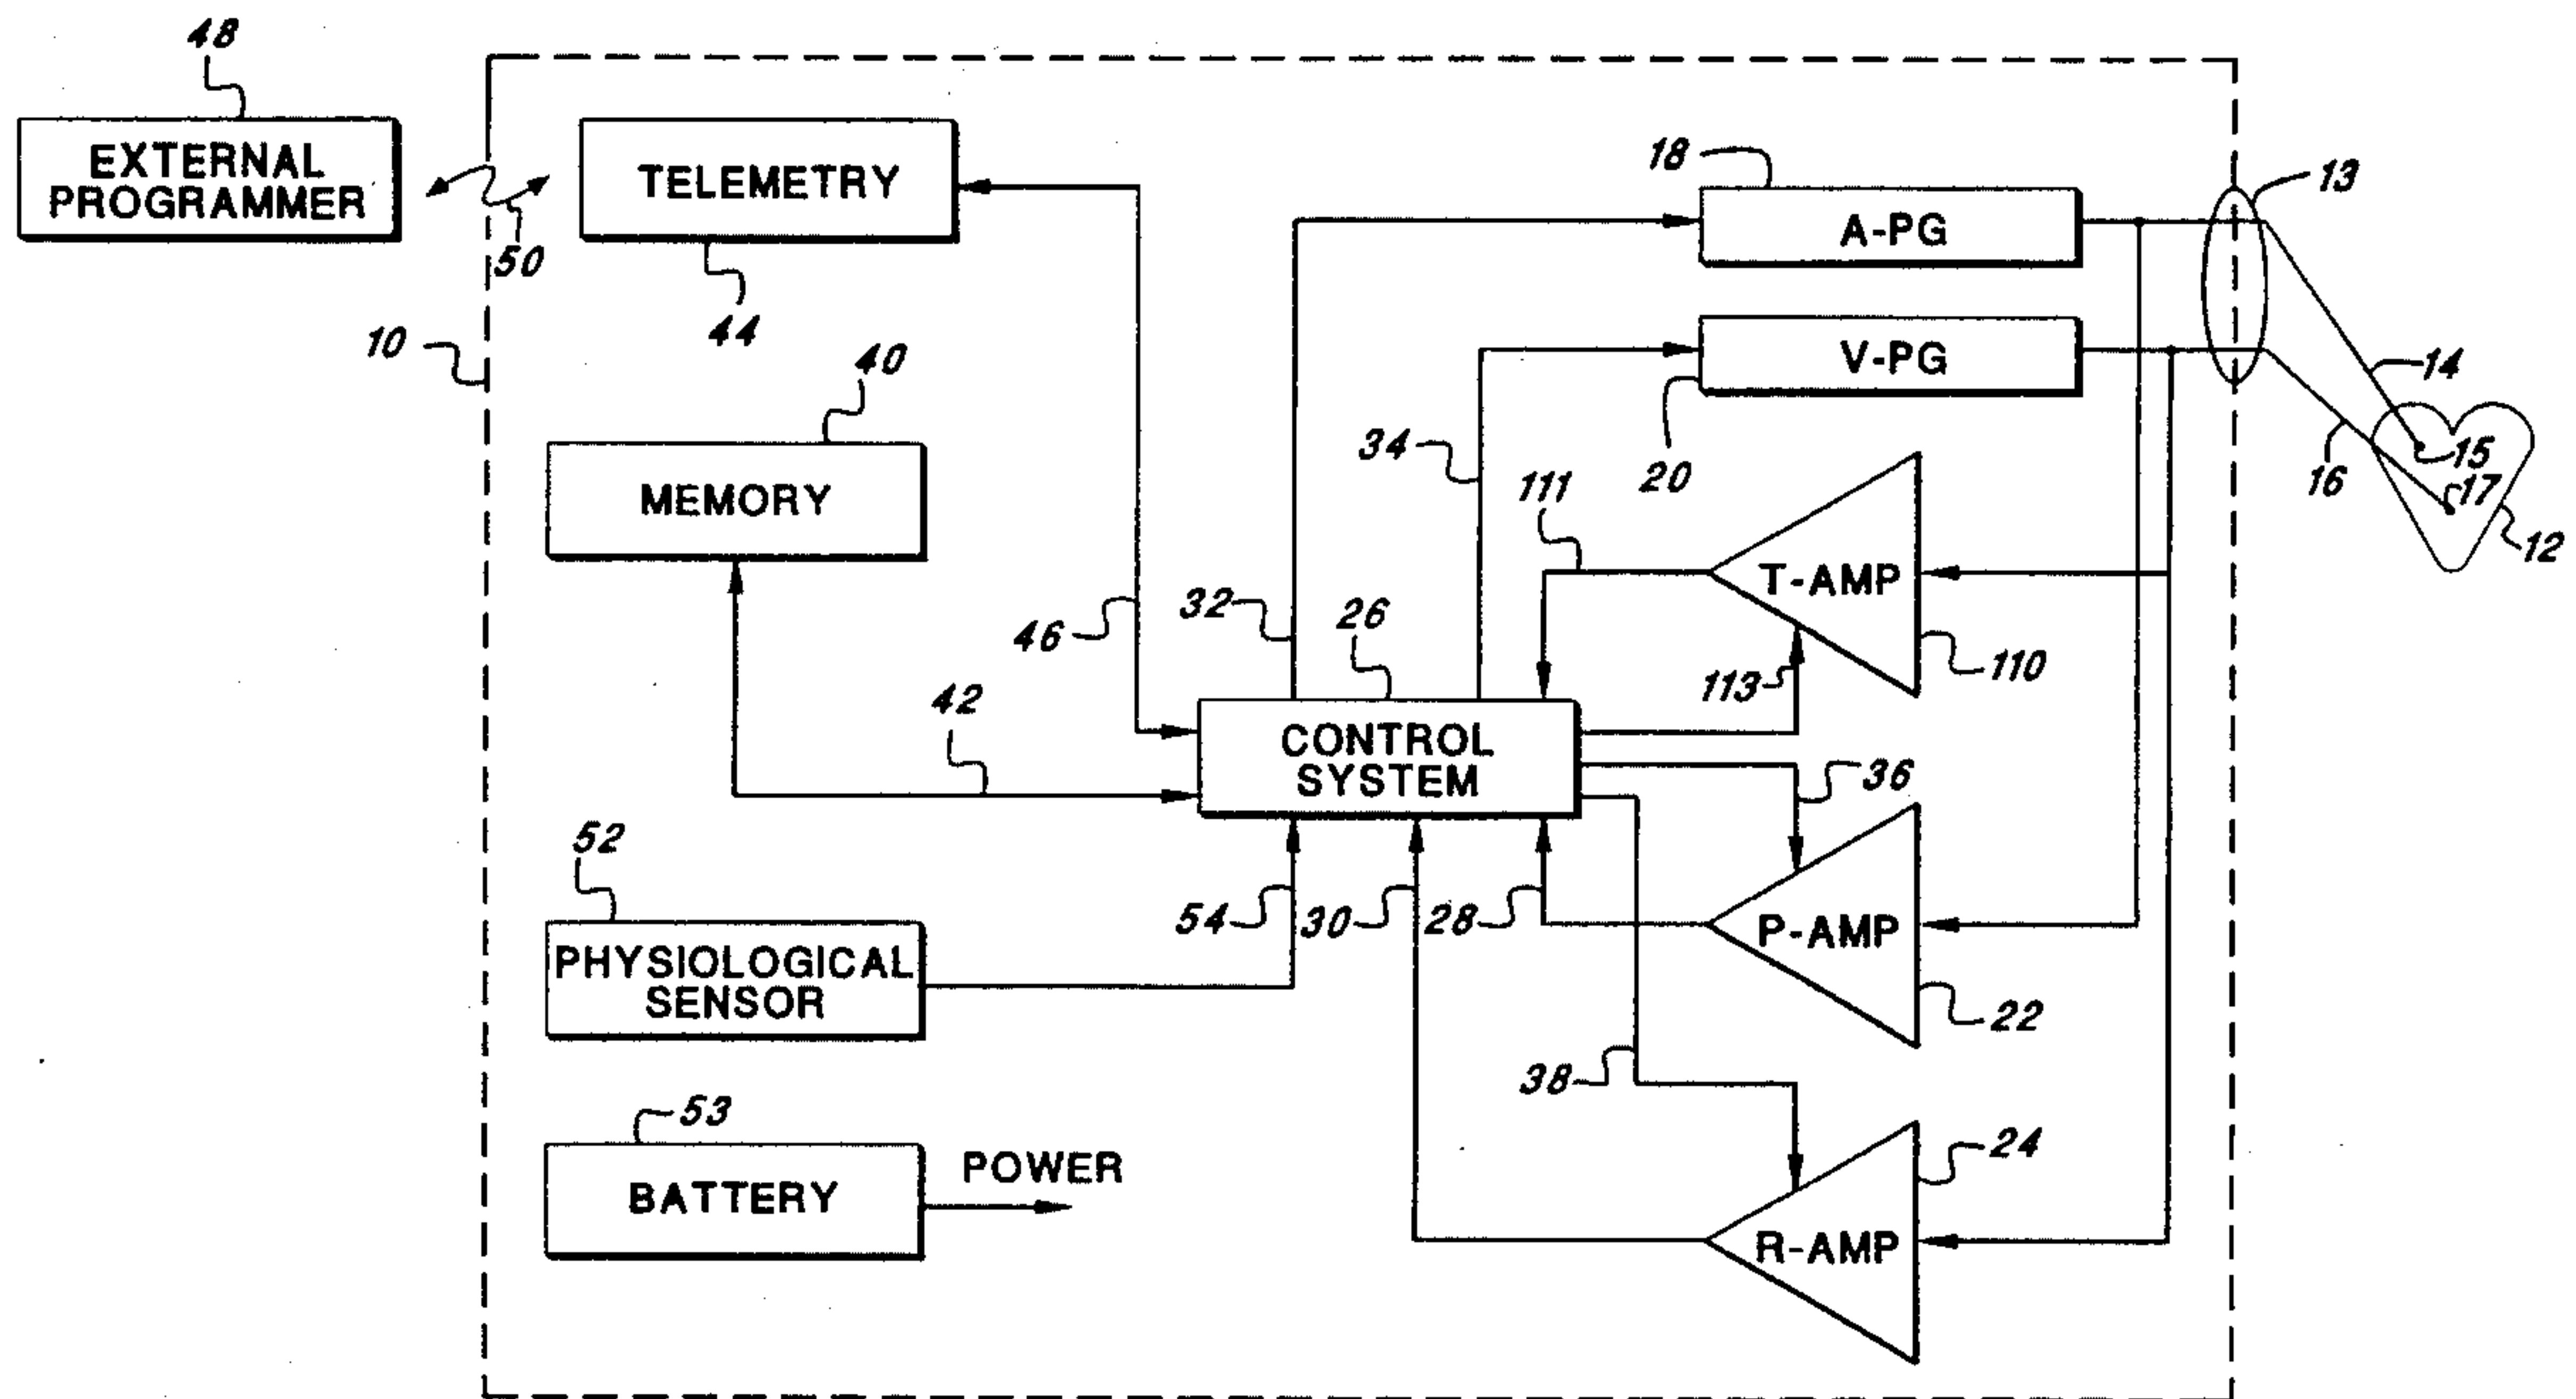 48
EXTERNAL
PROGRAMMER
50
TELEMETRY
44
18
A-PG
13
10
40
V-PG
20
14
MEMORY
34
15
16
17
12
111
T-AMP
110
113
46
32
26
CONTROL
SYSTEM
42
36
52
PHYSIOLOGICAL
SENSOR
54
30
28
P-AMP
22
38
53
BATTERY
POWER
24
R-AMP